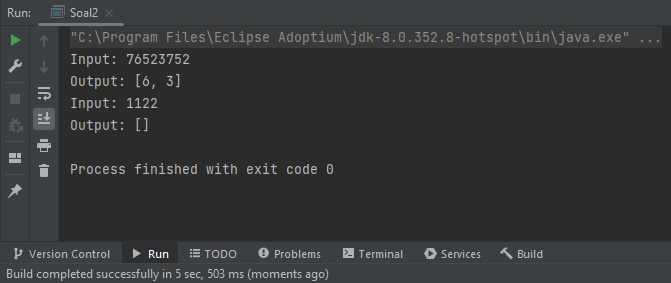 Run: Soal2
"C:\Program Files\Eclipse Adoptium\jdk-8.0.352.8-hotspot\bin\java.exe" ...
Input: 76523752
Output: [6, 3]
Input: 1122
Output: []
Process finished with exit code 0
Version Control Run TODO Problems Terminal Services Build
Build completed successfully in 5 sec, 503 ms (moments ago)